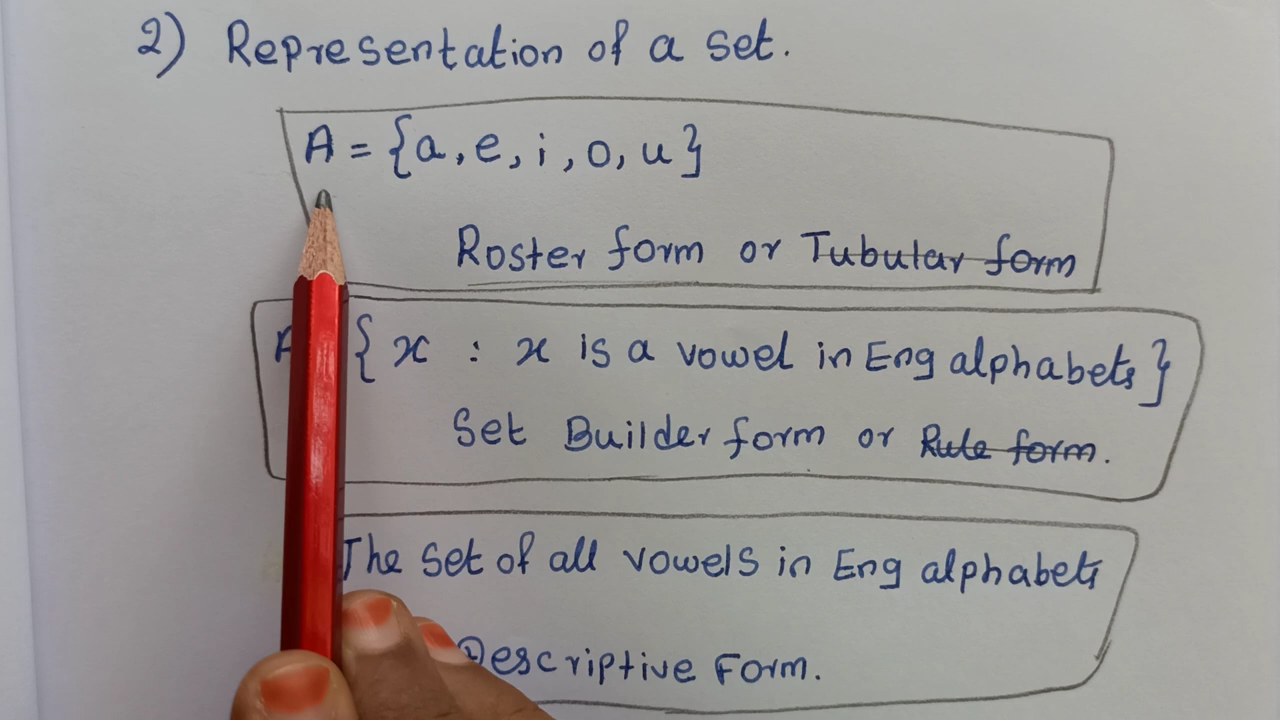 2) Representation of a set.
A = {a, e, i, o, u}
Roster form or Tubular form
A { x : x is a vowel in Eng alphabets }
Set Builder form or Rule form.
The set of all vowels in Eng alphabets
Descriptive Form.